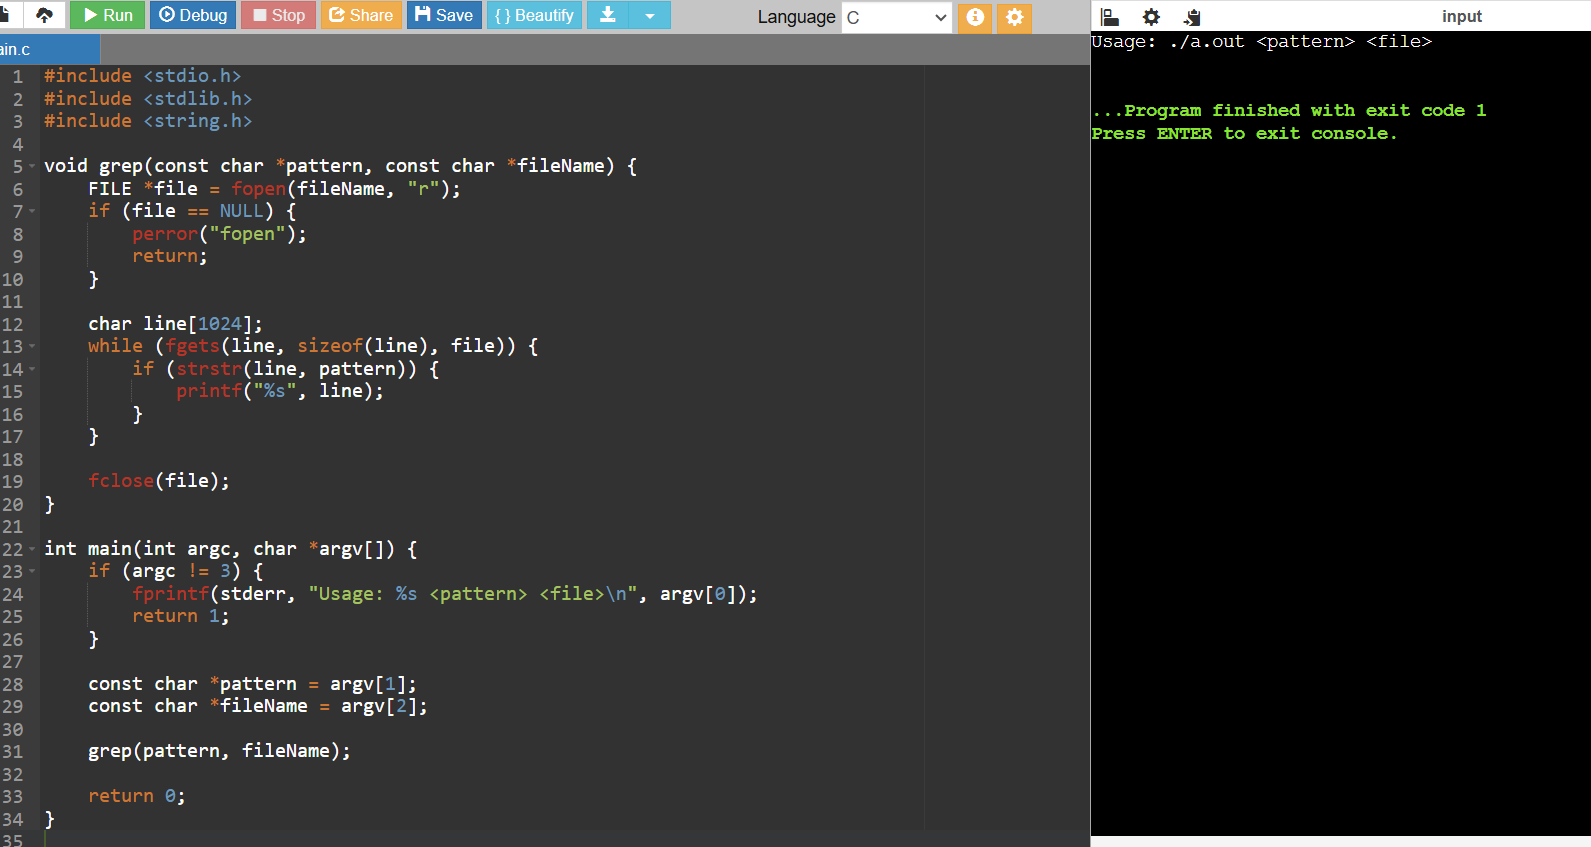 Run Debug Stop Share Save {} Beautify Language C input
ain.c
1 #include <stdio.h>
2 #include <stdlib.h>
3 #include <string.h>
4
5 void grep(const char *pattern, const char *fileName) {
6     FILE *file = fopen(fileName, "r");
7     if (file == NULL) {
8         perror("fopen");
9         return;
10     }
11
12     char line[1024];
13     while (fgets(line, sizeof(line), file)) {
14         if (strstr(line, pattern)) {
15             printf("%s", line);
16         }
17     }
18
19     fclose(file);
20 }
21
22 int main(int argc, char *argv[]) {
23     if (argc != 3) {
24         fprintf(stderr, "Usage: %s <pattern> <file>\n", argv[0]);
25         return 1;
26     }
27
28     const char *pattern = argv[1];
29     const char *fileName = argv[2];
30
31     grep(pattern, fileName);
32
33     return 0;
34 }
35
Usage: ./a.out <pattern> <file>
...Program finished with exit code 1
Press ENTER to exit console.